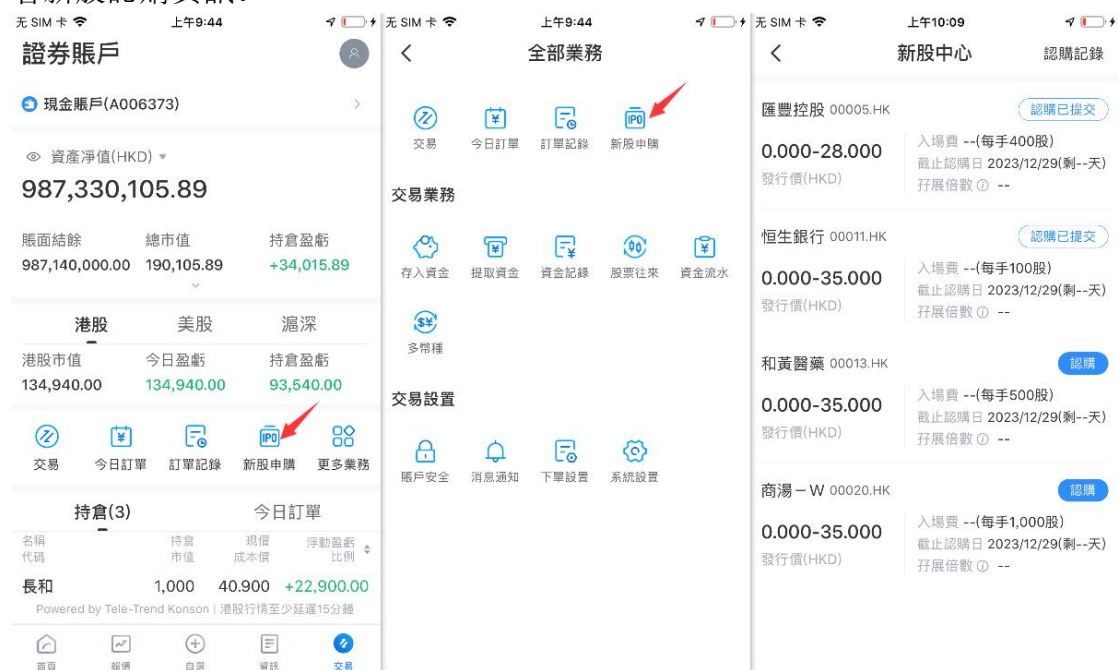 无 SIM 卡
上午9:44
證券賬戶
現金賬戶(A006373)
資產淨值(HKD)
987,330,105.89
賬面結餘 總市值 持倉盈虧
987,140,000.00 190,105.89 +34,015.89
港股 美股 滬深
港股市值 今日盈虧 持倉盈虧
134,940.00 134,940.00 93,540.00
IPO
交易 今日訂單 訂單記錄 新股申購 更多業務
持倉(3) 今日訂單
名稱 持倉 現價 浮動盈虧
代碼 市值 成本價 比例
長和 1,000 40.900 +22,900.00
Powered by Tele-Trend Konson | 港股行情至少延遲15分鐘
首頁 報價 自選 資訊 交易
无 SIM 卡
上午9:44
全部業務
IPO
交易 今日訂單 訂單記錄 新股申購
交易業務
存入資金 提取資金 資金記錄 股票往來 資金流水
多幣種
交易設置
賬戶安全 消息通知 下單設置 系統設置
无 SIM 卡
上午10:09
新股中心 認購記錄
匯豐控股 00005.HK 認購已提交
0.000-28.000
發行價(HKD)
入場費 --(每手400股)
截止認購日 2023/12/29(剩--天)
孖展倍數 --
恒生銀行 00011.HK 認購已提交
0.000-35.000
發行價(HKD)
入場費 --(每手100股)
截止認購日 2023/12/29(剩--天)
孖展倍數 --
和黃醫藥 00013.HK 認購
0.000-35.000
發行價(HKD)
入場費 --(每手500股)
截止認購日 2023/12/29(剩--天)
孖展倍數 --
商湯－W 00020.HK 認購
0.000-35.000
發行價(HKD)
入場費 --(每手1,000股)
截止認購日 2023/12/29(剩--天)
孖展倍數 --